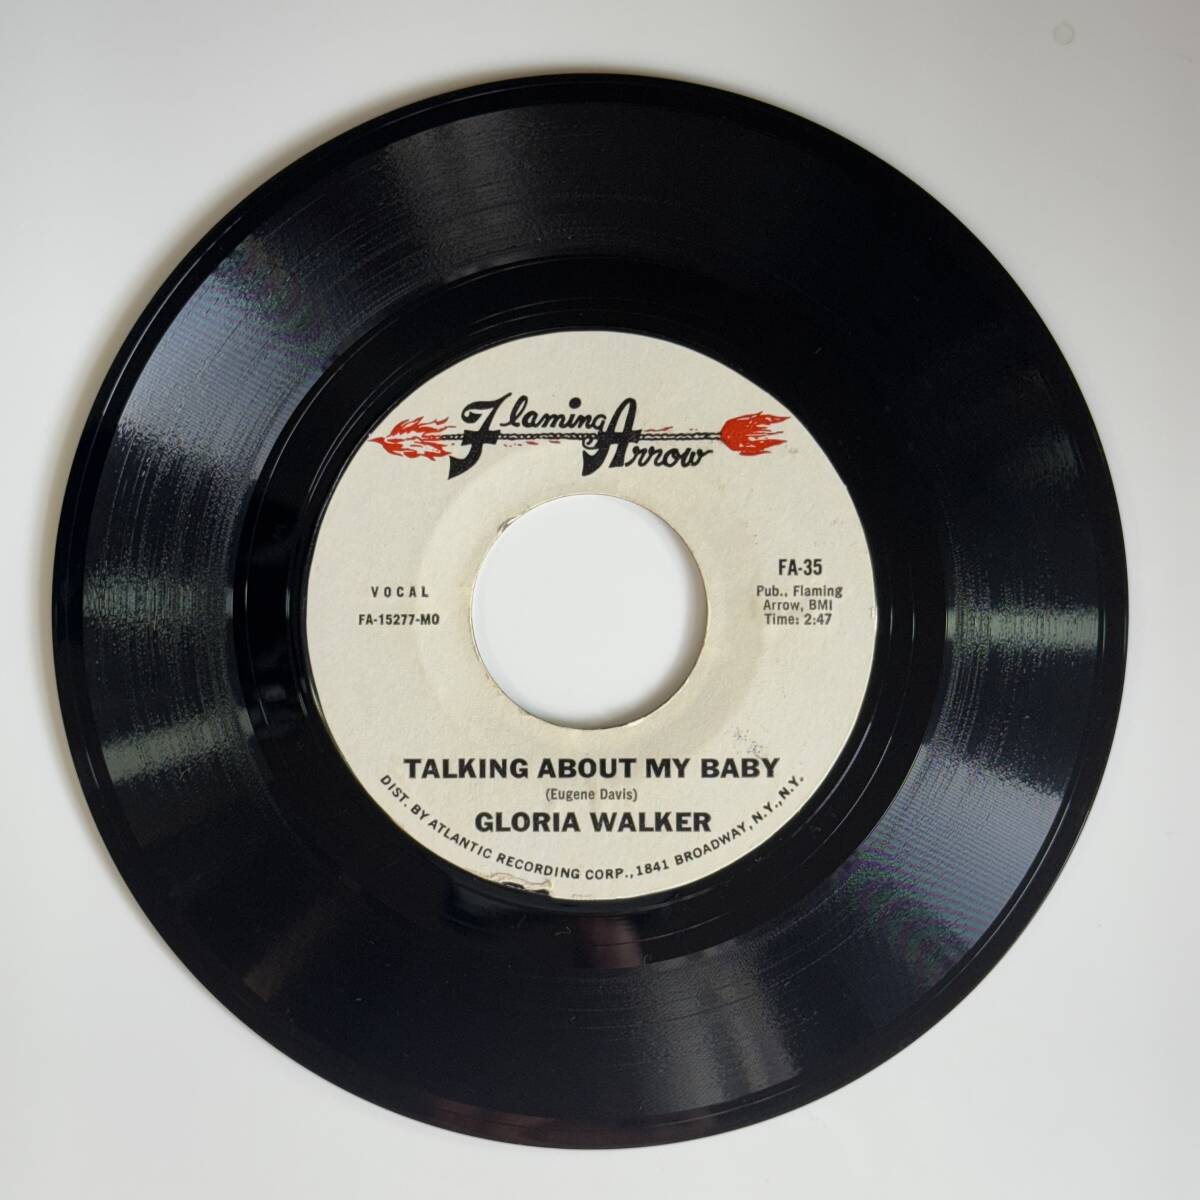 Flaming Arrow
VOCAL
FA-15277-MO
FA-35
Pub., Flaming
Arrow, BMI
Time: 2:47
TALKING ABOUT MY BABY
(Eugene Davis)
GLORIA WALKER
DIST. BY ATLANTIC RECORDING CORP., 1841 BROADWAY, N.Y., N.Y.